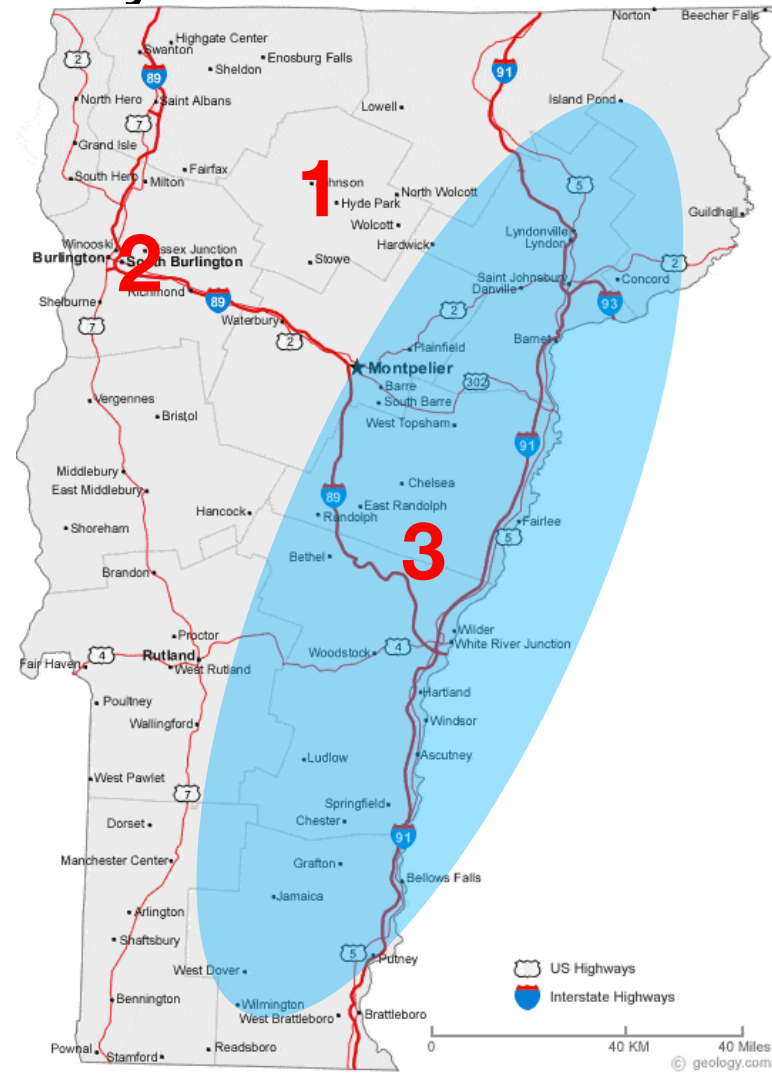 Norton
Beecher Falls
Highgate Center
Swanton
Enosburg Falls
Sheldon
2
89
91
North Hero
Saint Albans
Lowell
Island Pond
7
Grand Isle
Fairfax
South Hero
Milton
1
North Wolcott
5
Hyde Park
Guildhall
Wolcott
Lyndonville
Winooski
Hardwick
Lyndon
Burlington
2
Stowe
2
South Burlington
Saint Johnsbury
Concord
Danville
Richmond
Shelburne
89
93
2
Waterbury
7
2
Barnet
Plainfield
Montpelier
302
Barre
Vergennes
South Barre
Bristol
West Topsham
91
Middlebury
Chelsea
East Middlebury
89
East Randolph
Hancock
Randolph
Fairlee
Shoreham
5
3
Bethel
Brandon
Wilder
Proctor
White River Junction
4
Rutland
Woodstock
4
Fair Haven
West Rutland
Hartland
Poultney
Windsor
Wallingford
Ascutney
Ludlow
West Pawlet
7
Springfield
Dorset
Chester
91
Manchester Center
Grafton
Bellows Falls
Jamaica
Arlington
Shaftsbury
5
Putney
West Dover
US Highways
Bennington
Wilmington
Interstate Highways
West Brattleboro
Brattleboro
Pownal
Readsboro
Stamford
0
40 KM
40 Miles
© geology.com